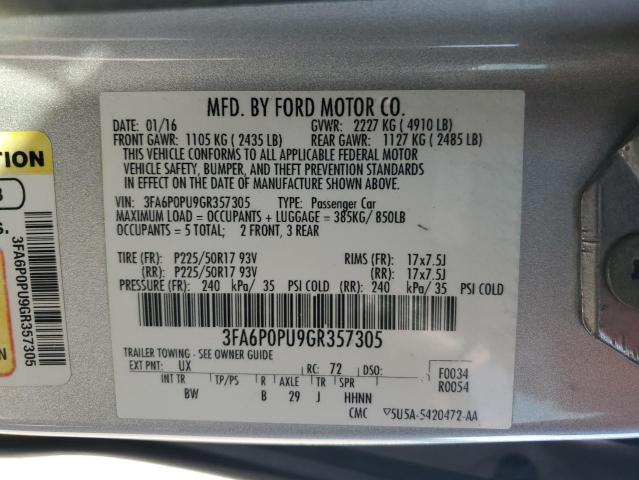 MFD. BY FORD MOTOR CO.
DATE: 01/16 GVWR: 2227 KG ( 4910 LB)
FRONT GAWR: 1105 KG ( 2435 LB) REAR GAWR: 1127 KG ( 2485 LB)
THIS VEHICLE CONFORMS TO ALL APPLICABLE FEDERAL MOTOR
VEHICLE SAFETY, BUMPER, AND THEFT PREVENTION STANDARDS
IN EFFECT ON THE DATE OF MANUFACTURE SHOWN ABOVE.
VIN: 3FA6P0PU9GR357305 TYPE: Passenger Car
MAXIMUM LOAD = OCCUPANTS + LUGGAGE = 385KG/ 850LB
OCCUPANTS = 5 TOTAL; 2 FRONT, 3 REAR
TIRE (FR): P225/50R17 93V RIMS (FR): 17x7.5J
(RR): P225/50R17 93V (RR): 17x7.5J
PRESSURE (FR): 240 kPa/ 35 PSI COLD (RR): 240 kPa/ 35 PSI COLD
3FA6P0PU9GR357305
TRAILER TOWING - SEE OWNER GUIDE
EXT PNT: UX RC: 72 DSO: F0034
R0054
INT TR TP/PS R AXLE TR SPR
BW B 29 J HHNN
CMC ▽5U5A-5420472-AA
TION
B
S.
3FA6P0PU9GR357305